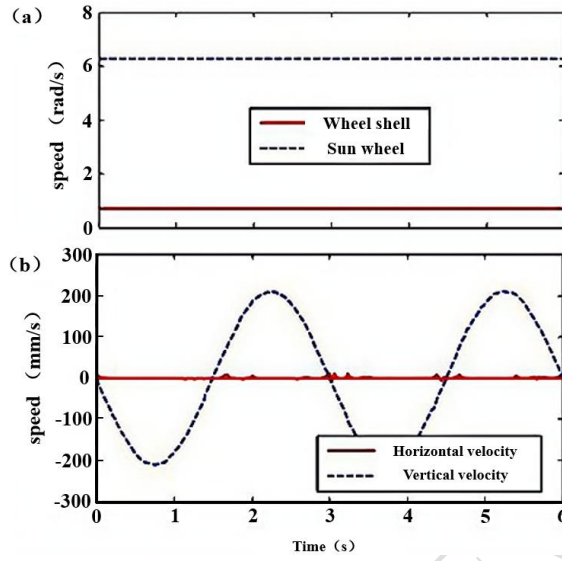 (a)
8
6
4
2
0
speed （rad/s）
Wheel shell
Sun wheel
(b)
300
200
100
0
-100
-200
-300
speed （mm/s）
Horizontal velocity
Vertical velocity
0 1 2 3 4 5 6
Time（s）